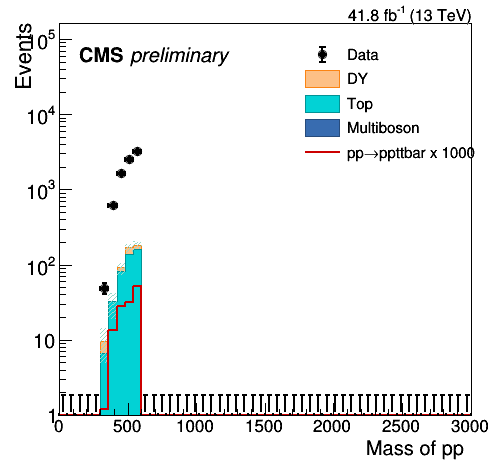 41.8 fb⁻¹ (13 TeV)
Events
CMS preliminary
Data
DY
Top
Multiboson
pp→ppttbar x 1000
10⁵
10⁴
10³
10²
10
1
0 500 1000 1500 2000 2500 3000
Mass of pp